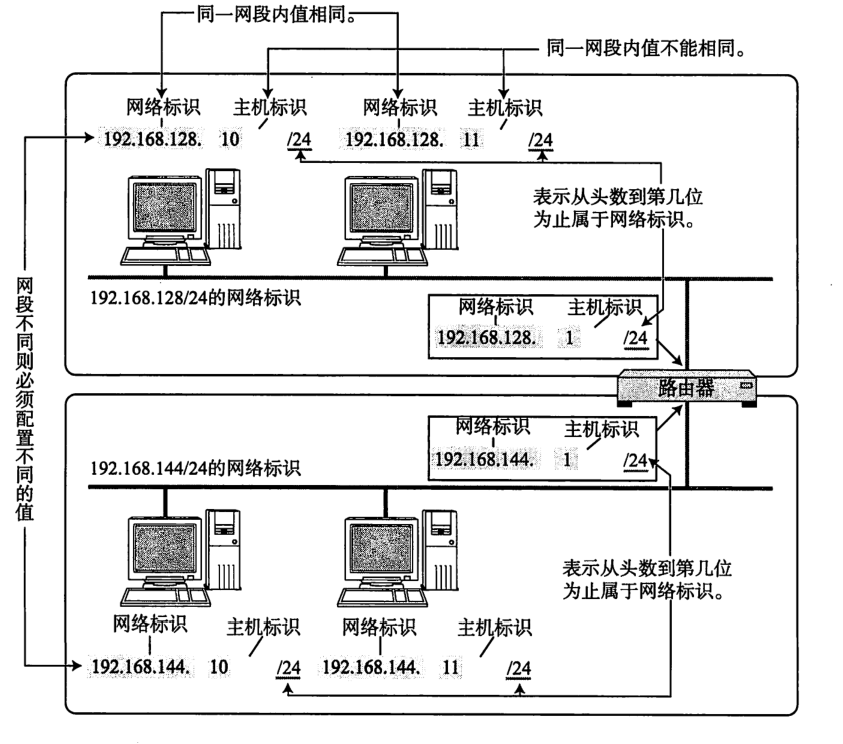 同一网段内值相同。
同一网段内值不能相同。
网络标识 主机标识 网络标识 主机标识
192.168.128. 10 /24 192.168.128. 11 /24
表示从头数到第几位
为止属于网络标识。
192.168.128/24的网络标识
网络标识 主机标识
192.168.128. 1 /24
网段不同则必须配置不同的值
路由器
网络标识 主机标识
192.168.144. 1 /24
192.168.144/24的网络标识
表示从头数到第几位
为止属于网络标识。
网络标识 主机标识 网络标识 主机标识
192.168.144. 10 /24 192.168.144. 11 /24